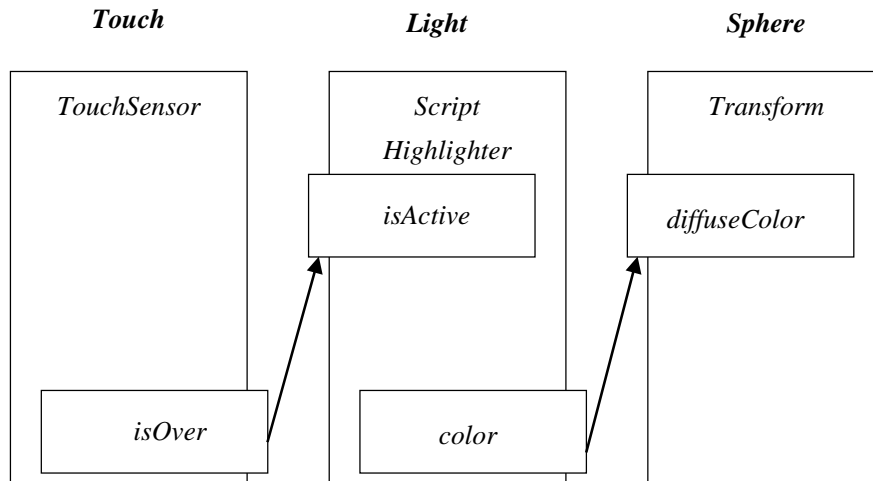 Touch
Light
Sphere
TouchSensor
Script
Highlighter
Transform
isActive
diffuseColor
isOver
color